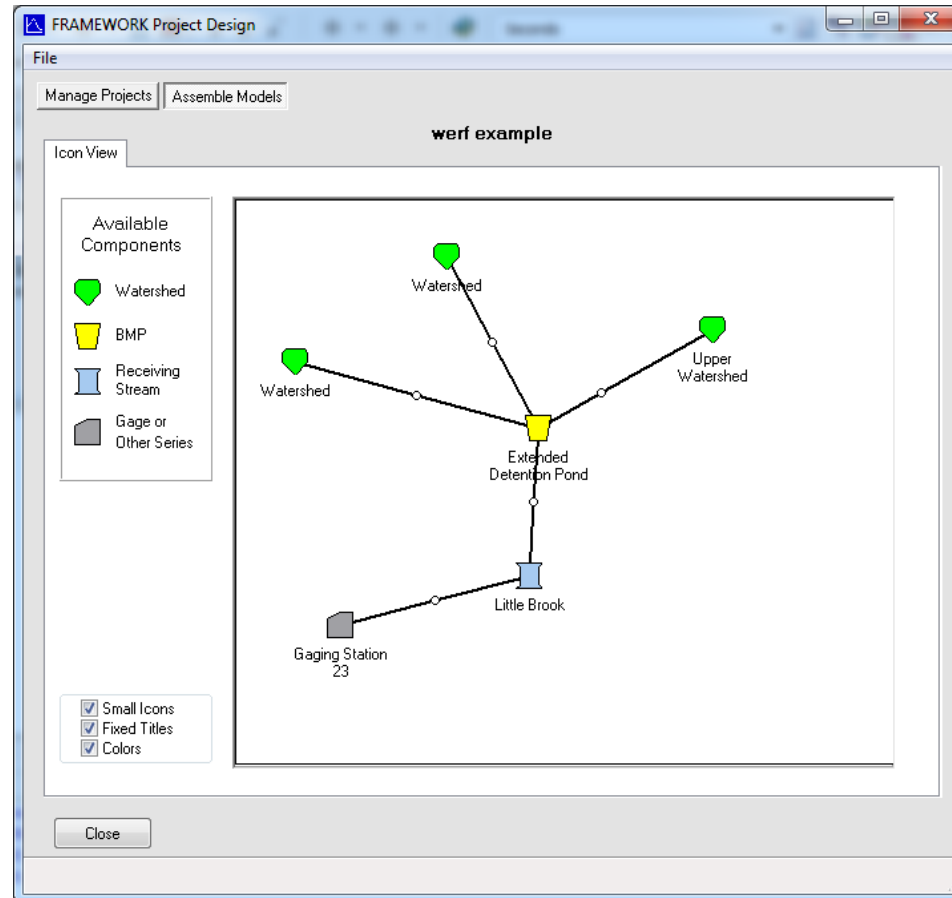 FRAMEWORK Project Design
File
Manage Projects
Assemble Models
werf example
Icon View
Available
Components
Watershed
BMP
Receiving
Stream
Gage or
Other Series
Watershed
Watershed
Upper
Watershed
Extended
Detention Pond
Little Brook
Gaging Station
23
Small Icons
Fixed Titles
Colors
Close